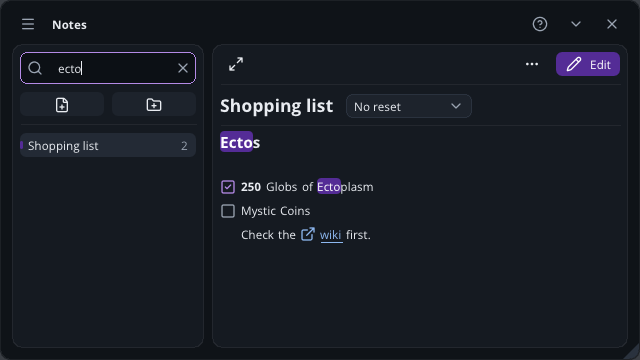 Notes
ecto
Edit
Shopping list
No reset
Shopping list 2
Ectos
250 Globs of Ectoplasm
Mystic Coins
Check the wiki first.